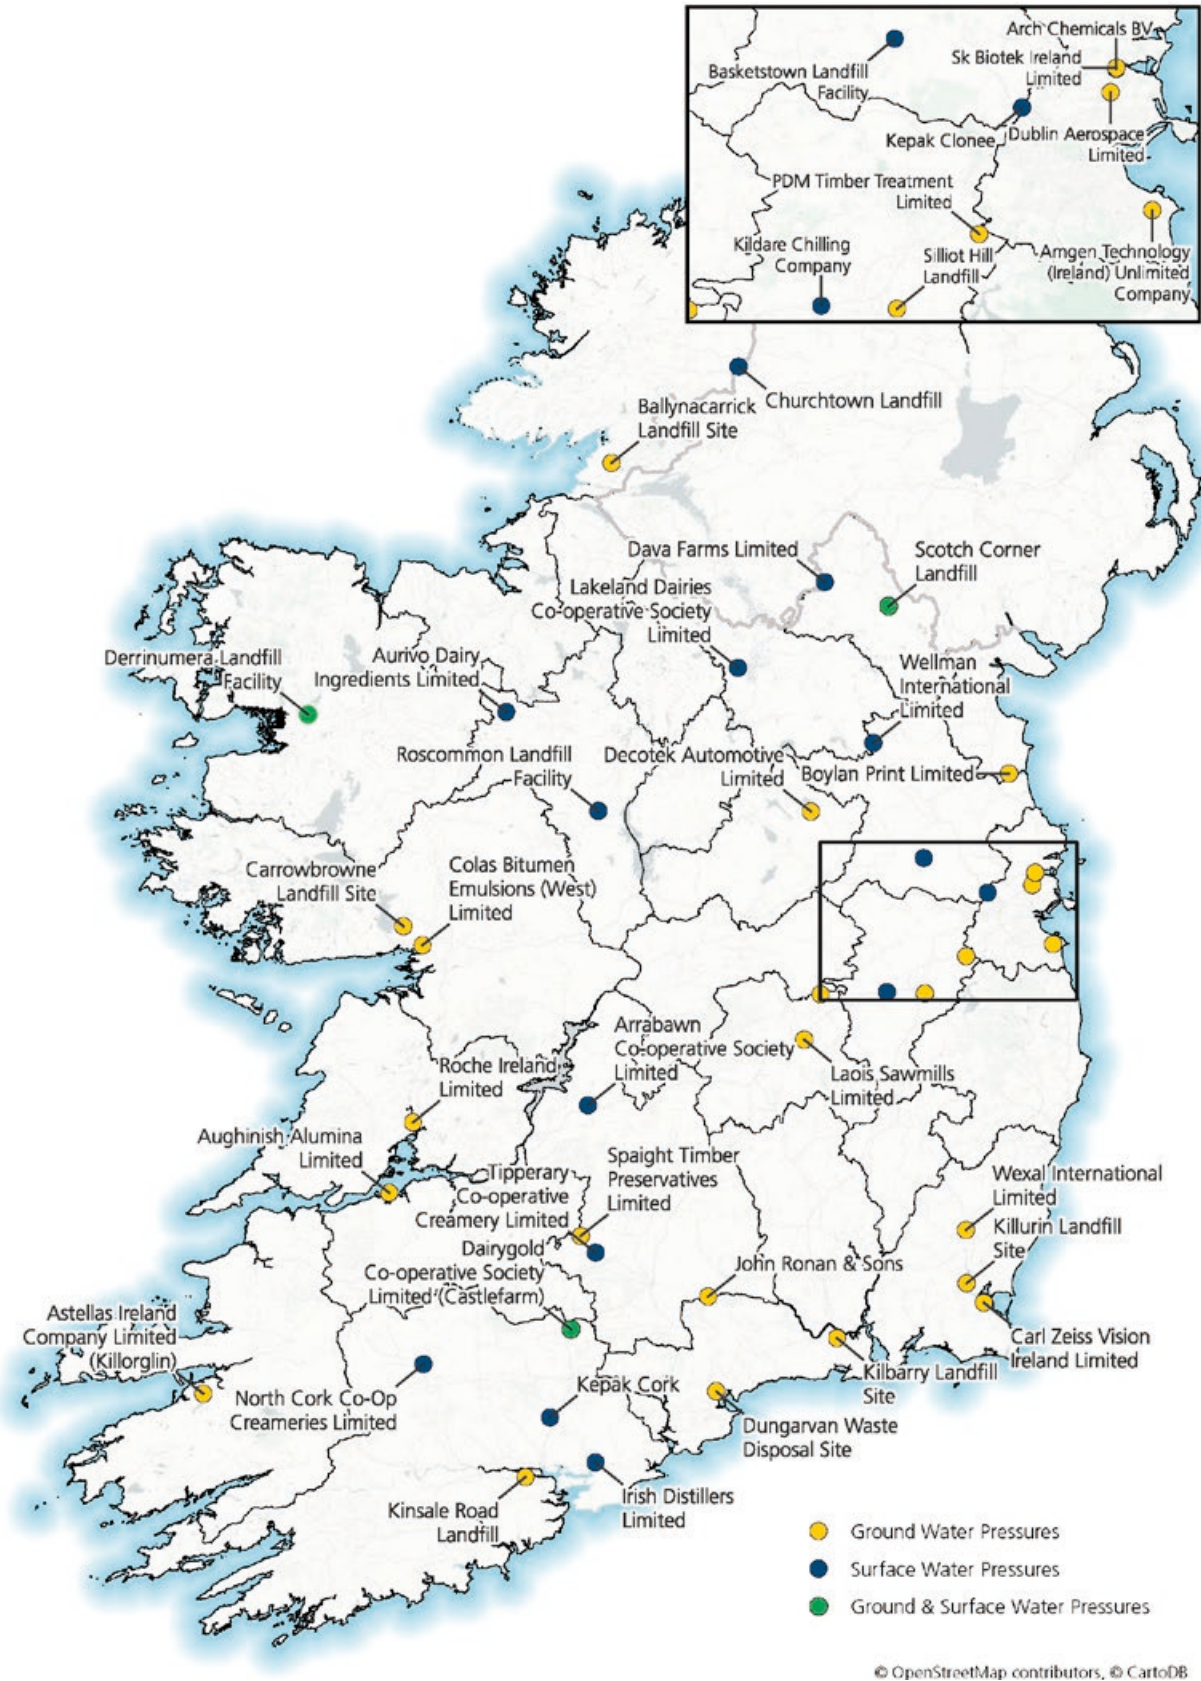 Arch Chemicals BV
Sk Biotek Ireland
Limited
Basketstown Landfill
Facility
Kepak Clonee
Dublin Aerospace
Limited
PDM Timber Treatment
Limited
Kildare Chilling
Company
Silliot Hill
Landfill
Amgen Technology
(Ireland) Unlimited
Company
Churchtown Landfill
Ballynacarrick
Landfill Site
Dava Farms Limited
Scotch Corner
Landfill
Lakeland Dairies
Co-operative Society
Limited
Derrinumera Landfill
Facility
Aurivo Dairy
Ingredients Limited
Wellman
International
Limited
Roscommon Landfill
Facility
Decotek Automotive
Limited
Boylan Print Limited
Carrowbrowne
Landfill Site
Colas Bitumen
Emulsions (West)
Limited
Arrabawn
Co-operative Society
Limited
Roche Ireland
Limited
Laois Sawmills
Limited
Aughinish Alumina
Limited
Tipperary
Co-operative
Creamery Limited
Spaight Timber
Preservatives
Limited
Wexal International
Limited
Killurin Landfill
Site
Dairygold
Co-operative Society
Limited (Castlefarm)
John Ronan & Sons
Astellas Ireland
Company Limited
(Killorglin)
Carl Zeiss Vision
Ireland Limited
Kilbarry Landfill
Site
North Cork Co-Op
Creameries Limited
Kepak Cork
Dungarvan Waste
Disposal Site
Kinsale Road
Landfill
Irish Distillers
Limited
Ground Water Pressures
Surface Water Pressures
Ground & Surface Water Pressures
© OpenStreetMap contributors, © CartoDB